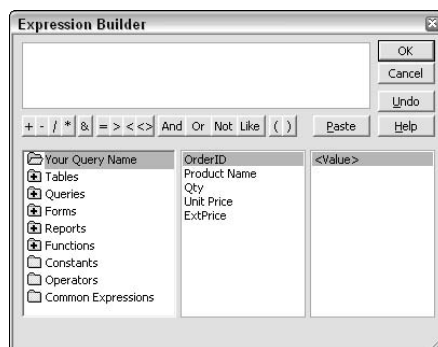 Expression Builder
OK
Cancel
Undo
+ - / * & = > < <> And Or Not Like ( ) Paste Help
Your Query Name
Tables
Queries
Forms
Reports
Functions
Constants
Operators
Common Expressions
OrderID
Product Name
Qty
Unit Price
ExtPrice
<Value>